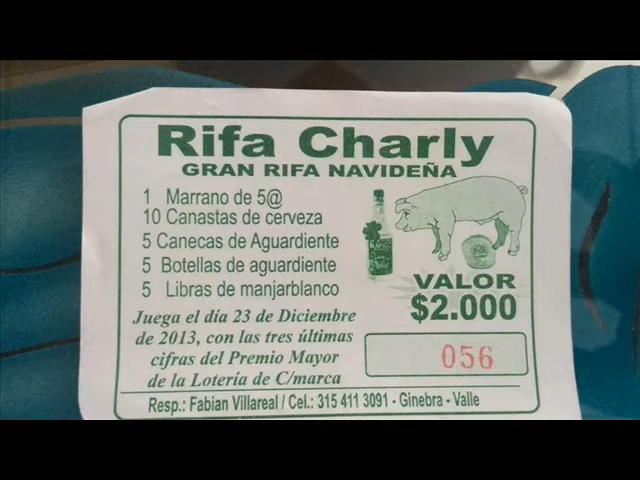 Rifa Charly
GRAN RIFA NAVIDEÑA
1 Marrano de 5@
10 Canastas de cerveza
5 Canecas de Aguardiente
5 Botellas de aguardiente
5 Libras de manjarblanco
VALOR
$2.000
Juega el día 23 de Diciembre
de 2013, con las tres últimas
cifras del Premio Mayor
de la Lotería de C/marca
056
Resp.: Fabian Villareal / Cel.: 315 411 3091 - Ginebra - Valle